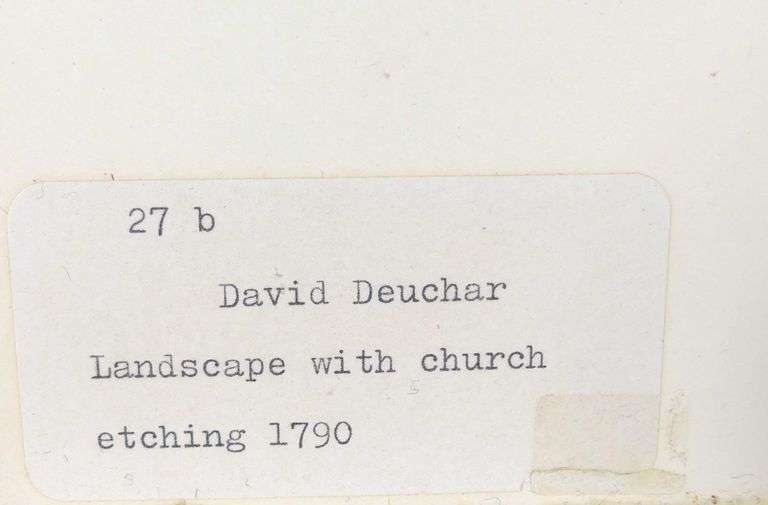 27 b
David Deuchar
Landscape with church
etching 1790